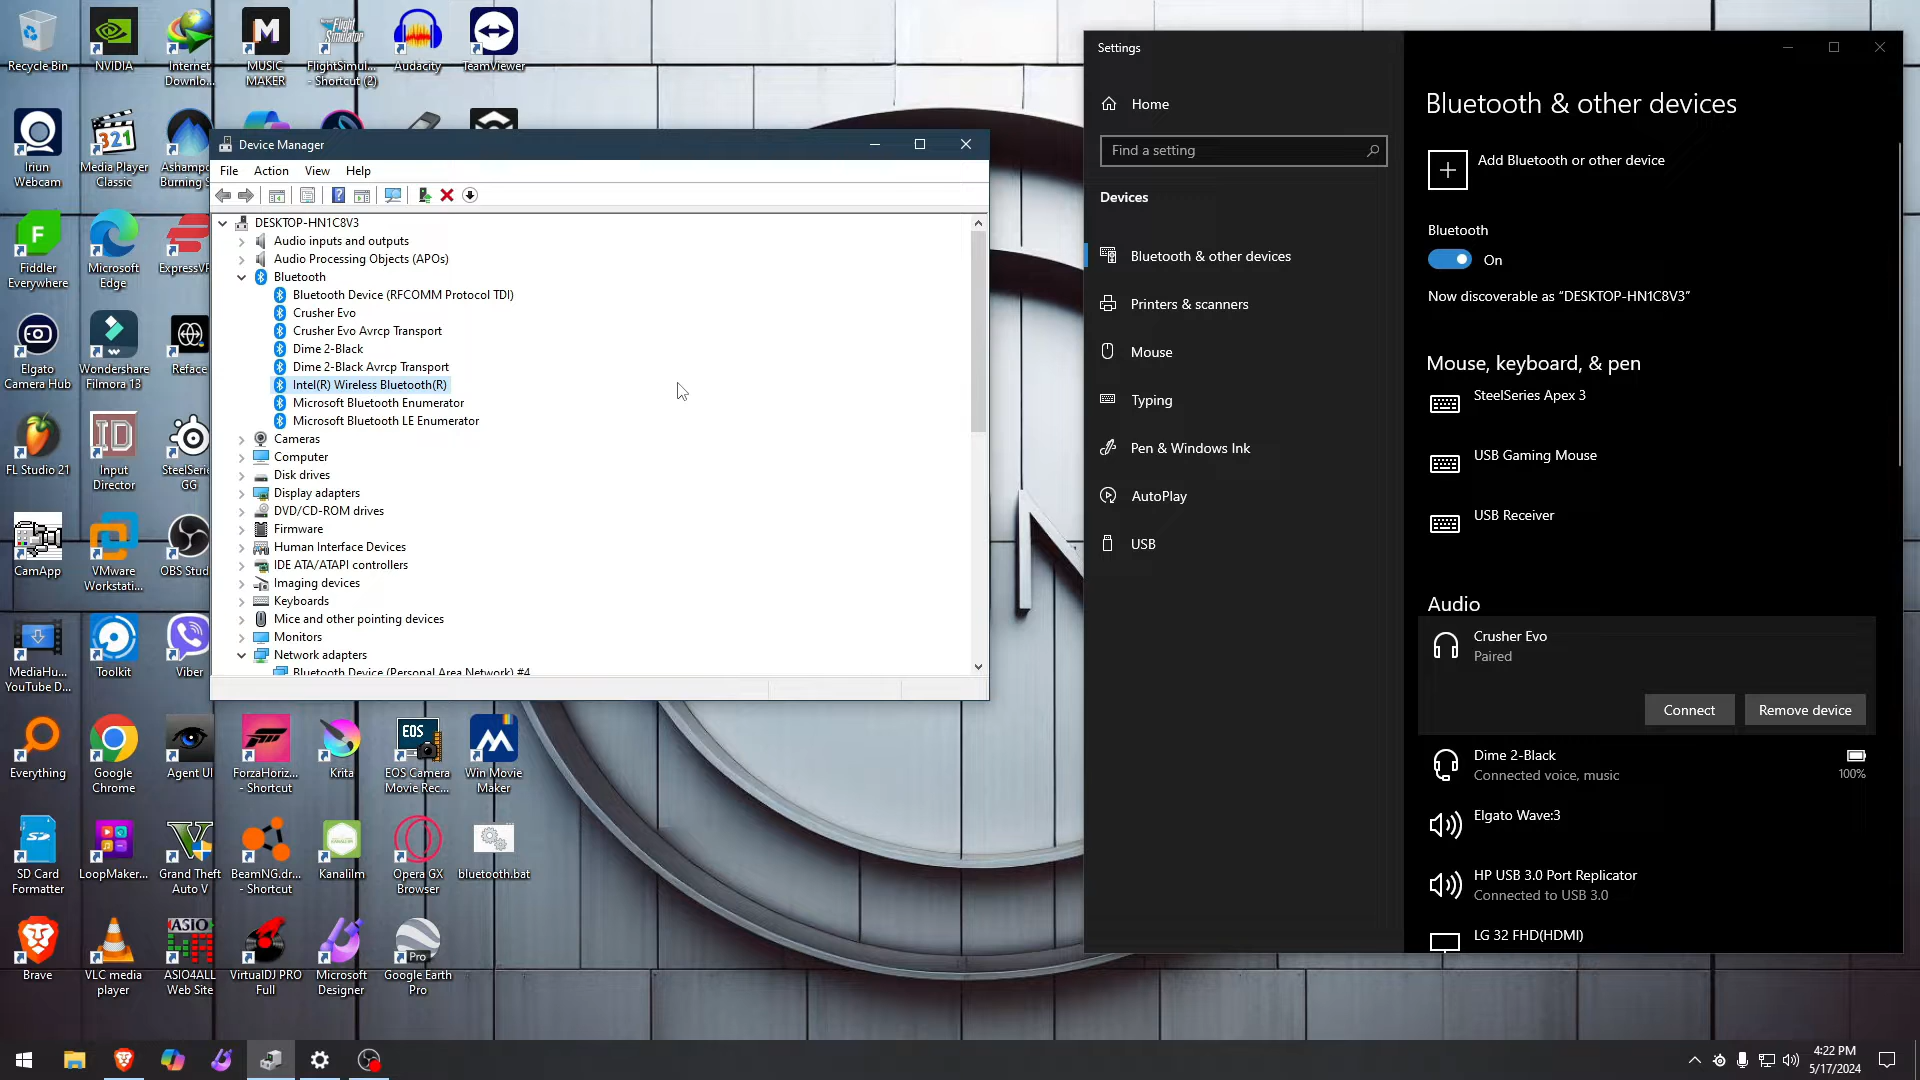 Recycle Bin
NVIDIA
Internet
Downlo...
MUSIC
MAKER
FlightSimul...
- Shortcut (2)
Audacity
TeamViewer
Iriun
Webcam
Media Player
Classic
Ashampo
Burning S
Fiddler
Everywhere
Microsoft
Edge
ExpressVP
Elgato
Camera Hub
Wondershare
Filmora 13
Reface
FL Studio 21
Input
Director
SteelSerie
GG
CamApp
VMware
Workstati...
OBS Stud
MediaHu...
YouTube D...
Toolkit
Viber
Everything
Google
Chrome
Agent UI
ForzaHoriz...
- Shortcut
Krita
EOS
EOS Camera
Movie Rec...
Win Movie
Maker
SD Card
Formatter
LoopMaker...
Grand Theft
Auto V
BeamNG.dr...
- Shortcut
Kanalilm
Opera GX
Browser
bluetooth.bat
Brave
VLC media
player
ASIO
ASIO4ALL
Web Site
VirtualDJ PRO
Full
Microsoft
Designer
Pro
Google Earth
Pro
Device Manager
File Action View Help
DESKTOP-HN1C8V3
Audio inputs and outputs
Audio Processing Objects (APOs)
Bluetooth
Bluetooth Device (RFCOMM Protocol TDI)
Crusher Evo
Crusher Evo Avrcp Transport
Dime 2-Black
Dime 2-Black Avrcp Transport
Intel(R) Wireless Bluetooth(R)
Microsoft Bluetooth Enumerator
Microsoft Bluetooth LE Enumerator
Cameras
Computer
Disk drives
Display adapters
DVD/CD-ROM drives
Firmware
Human Interface Devices
IDE ATA/ATAPI controllers
Imaging devices
Keyboards
Mice and other pointing devices
Monitors
Network adapters
Bluetooth Device (Personal Area Network) #4
Settings
Home
Find a setting
Devices
Bluetooth & other devices
Printers & scanners
Mouse
Typing
Pen & Windows Ink
AutoPlay
USB
Bluetooth & other devices
Add Bluetooth or other device
Bluetooth
On
Now discoverable as “DESKTOP-HN1C8V3”
Mouse, keyboard, & pen
SteelSeries Apex 3
USB Gaming Mouse
USB Receiver
Audio
Crusher Evo
Paired
Connect
Remove device
Dime 2-Black
Connected voice, music
100%
Elgato Wave:3
HP USB 3.0 Port Replicator
Connected to USB 3.0
LG 32 FHD(HDMI)
4:22 PM
5/17/2024